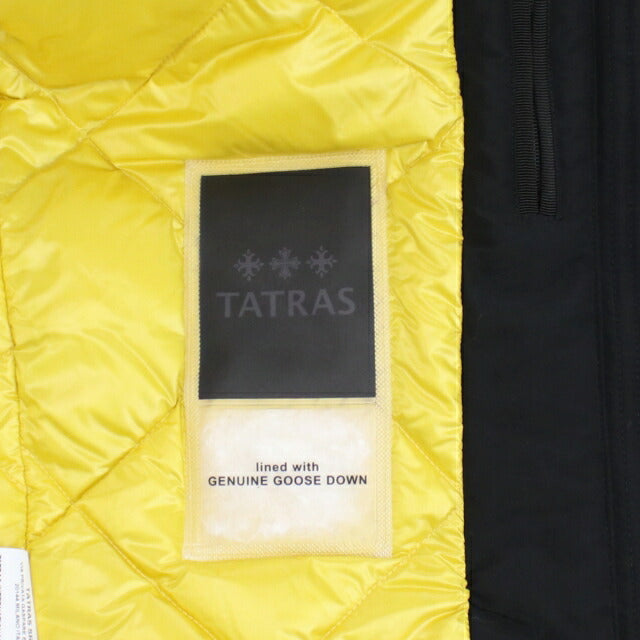 TATRAS
lined with
GENUINE GOOSE DOWN